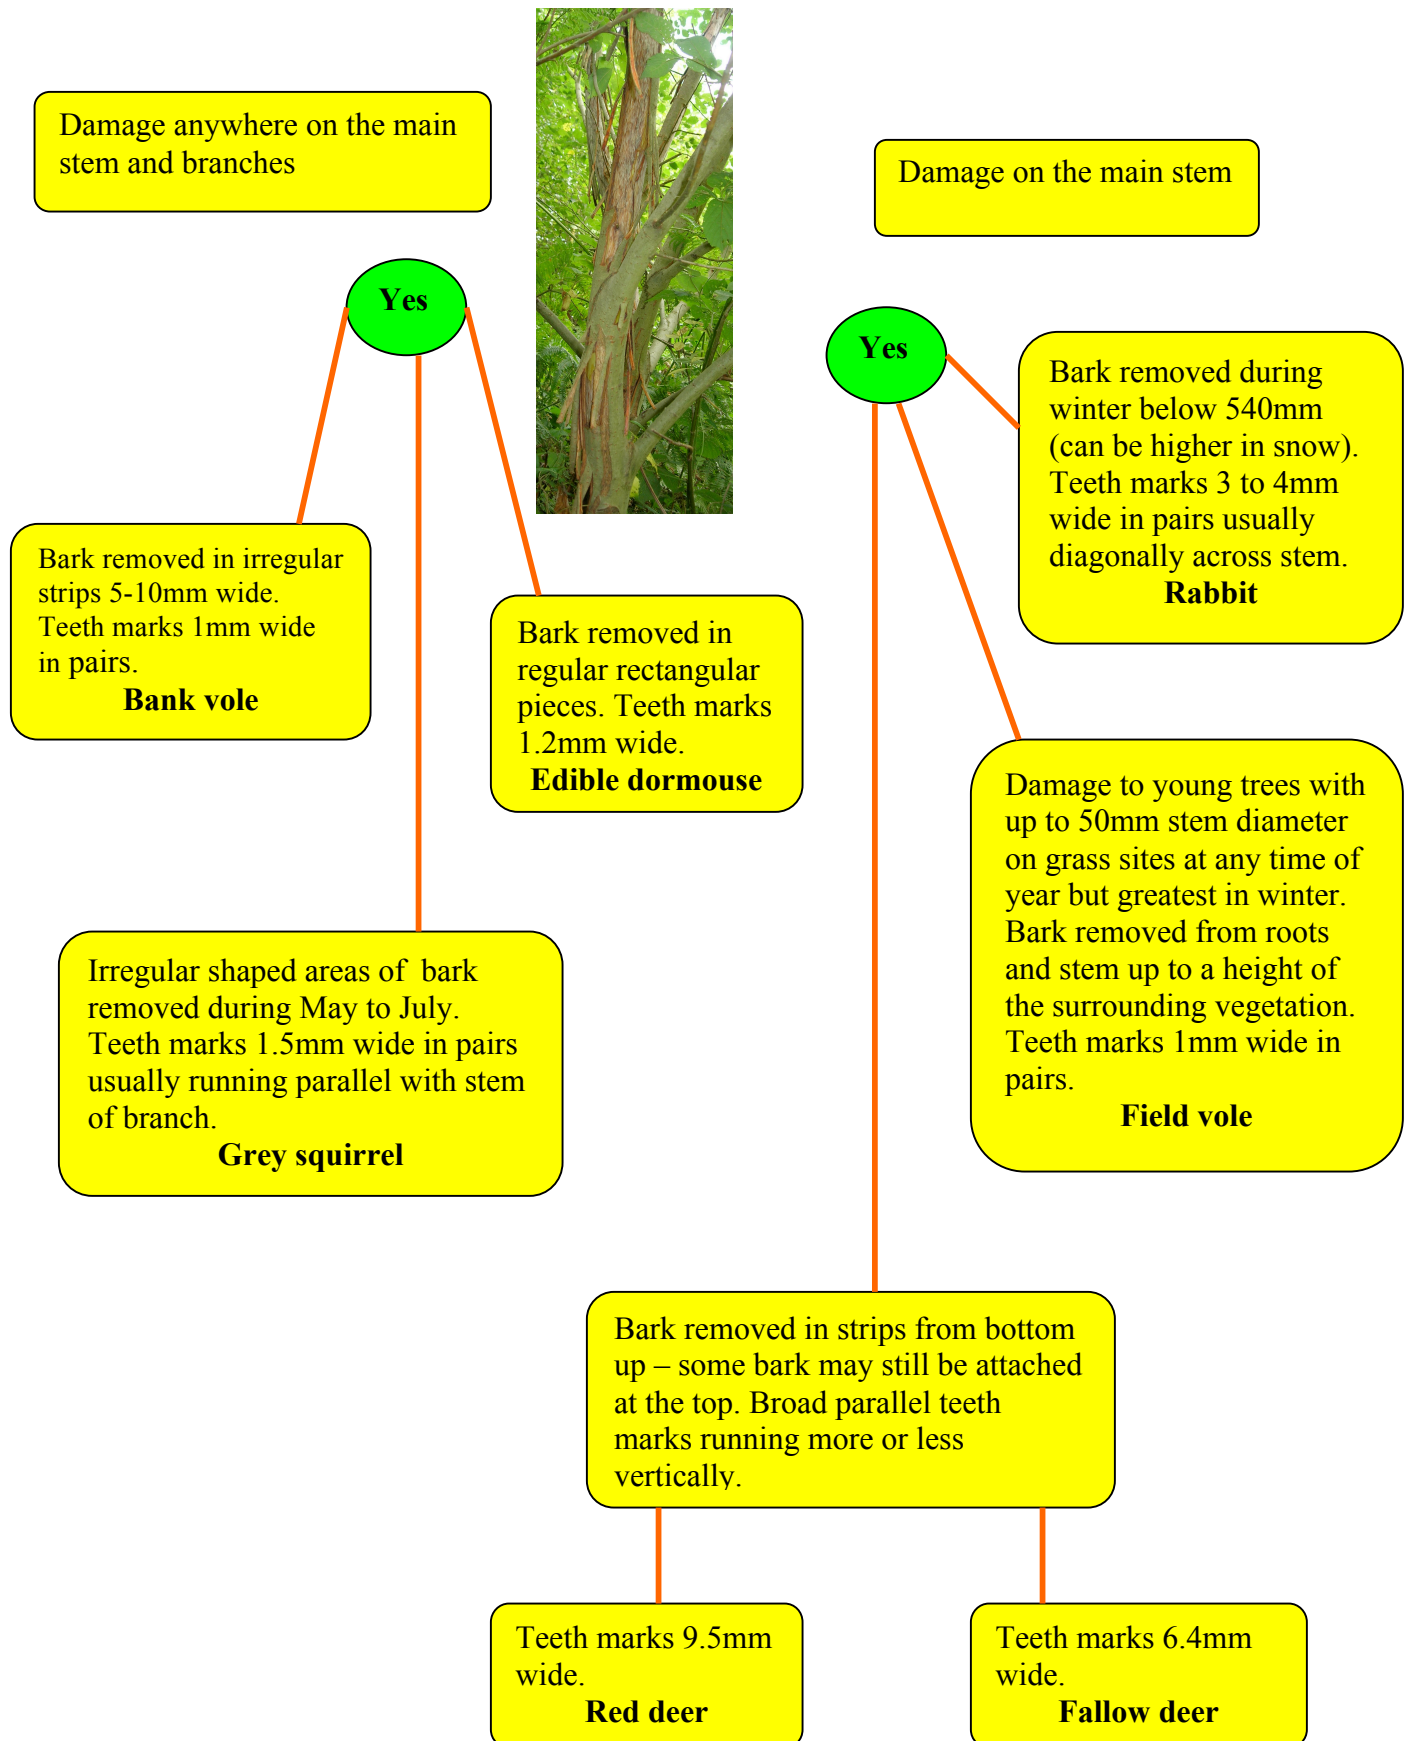 Damage anywhere on the main
stem and branches
Yes
Bark removed in irregular
strips 5-10mm wide.
Teeth marks 1mm wide
in pairs.
Bank vole
Bark removed in
regular rectangular
pieces. Teeth marks
1.2mm wide.
Edible dormouse
Irregular shaped areas of bark
removed during May to July.
Teeth marks 1.5mm wide in pairs
usually running parallel with stem
of branch.
Grey squirrel
Damage on the main stem
Yes
Bark removed during
winter below 540mm
(can be higher in snow).
Teeth marks 3 to 4mm
wide in pairs usually
diagonally across stem.
Rabbit
Damage to young trees with
up to 50mm stem diameter
on grass sites at any time of
year but greatest in winter.
Bark removed from roots
and stem up to a height of
the surrounding vegetation.
Teeth marks 1mm wide in
pairs.
Field vole
Bark removed in strips from bottom
up – some bark may still be attached
at the top. Broad parallel teeth
marks running more or less
vertically.
Teeth marks 9.5mm
wide.
Red deer
Teeth marks 6.4mm
wide.
Fallow deer